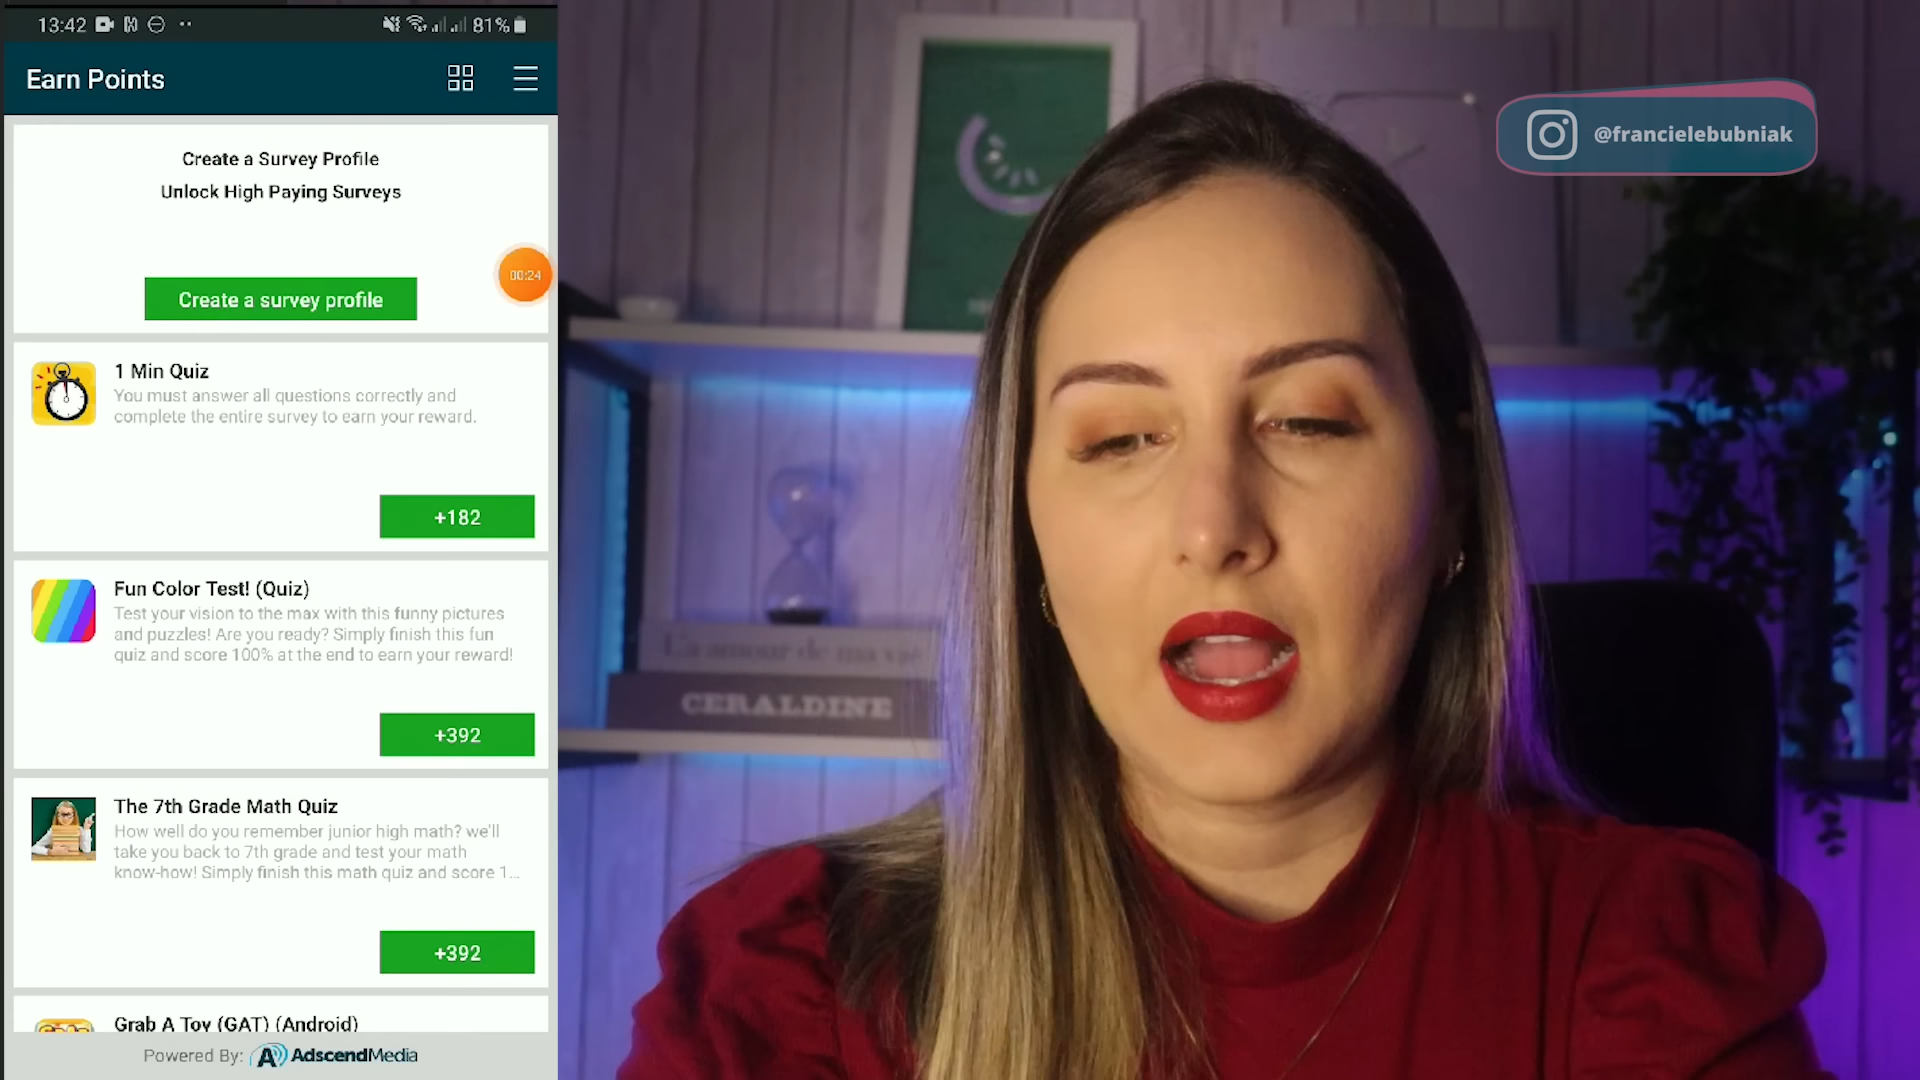 13:42
81%
Earn Points
Create a Survey Profile
Unlock High Paying Surveys
00:24
Create a survey profile
1 Min Quiz
You must answer all questions correctly and
complete the entire survey to earn your reward.
+182
Fun Color Test! (Quiz)
Test your vision to the max with this funny pictures
and puzzles! Are you ready? Simply finish this fun
quiz and score 100% at the end to earn your reward!
+392
The 7th Grade Math Quiz
How well do you remember junior high math? we'll
take you back to 7th grade and test your math
know-how! Simply finish this math quiz and score 1...
+392
Grab A Toy (GAT) (Android)
Powered By: AdscendMedia
@francielebubniak
L'amour de ma vie
CERALDINE